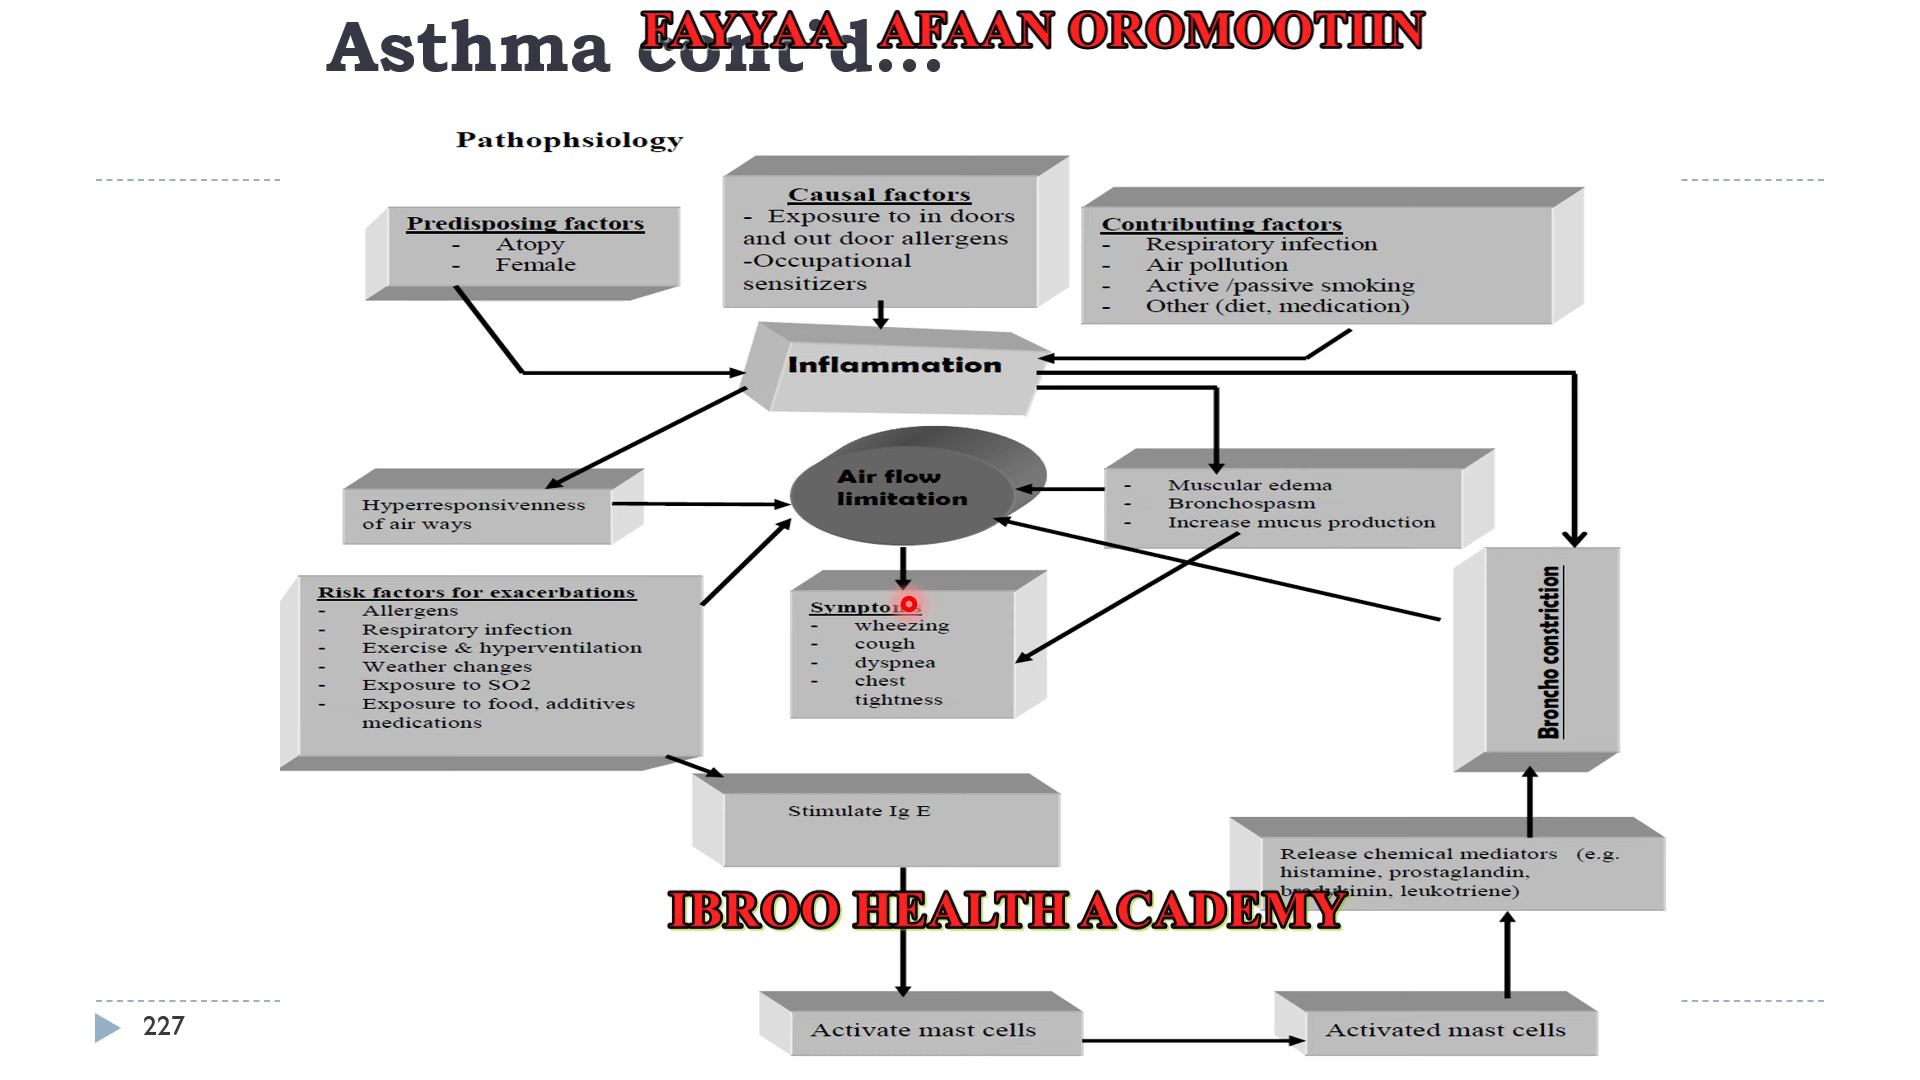 Asthma cont'd...
FAYYAA AFAAN OROMOOTIIN
Pathophsiology
Predisposing factors
- Atopy
- Female
Causal factors
- Exposure to in doors
and out door allergens
-Occupational
sensitizers
Contributing factors
- Respiratory infection
- Air pollution
- Active /passive smoking
- Other (diet, medication)
Inflammation
Hyperresponsivenness
of air ways
Air flow
limitation
- Muscular edema
- Bronchospasm
- Increase mucus production
Risk factors for exacerbations
- Allergens
- Respiratory infection
- Exercise & hyperventilation
- Weather changes
- Exposure to SO2
- Exposure to food, additives
medications
Symptoms
- wheezing
- cough
- dyspnea
- chest
tightness
Broncho constriction
Stimulate Ig E
Release chemical mediators (e.g.
histamine, prostaglandin,
bradykinin, leukotriene)
IBROO HEALTH ACADEMY
Activate mast cells
Activated mast cells
227